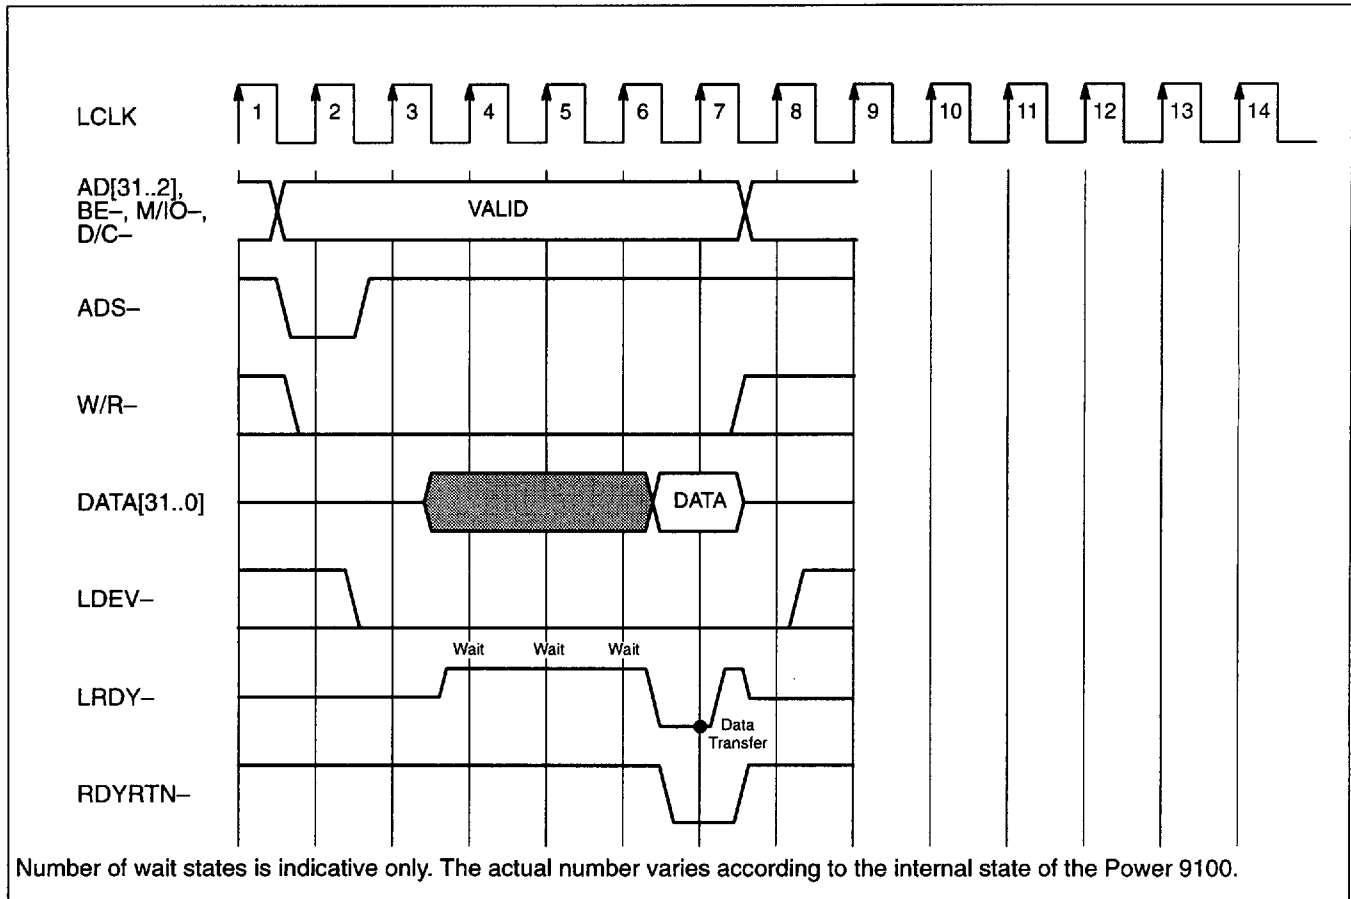 LCLK
1 2 3 4 5 6 7 8 9 10 11 12 13 14
AD[31..2],
BE–, M/IO–,
D/C–
VALID
ADS–
W/R–
DATA[31..0]
DATA
LDEV–
Wait Wait Wait
LRDY–
Data
Transfer
RDYRTN–
Number of wait states is indicative only. The actual number varies according to the internal state of the Power 9100.